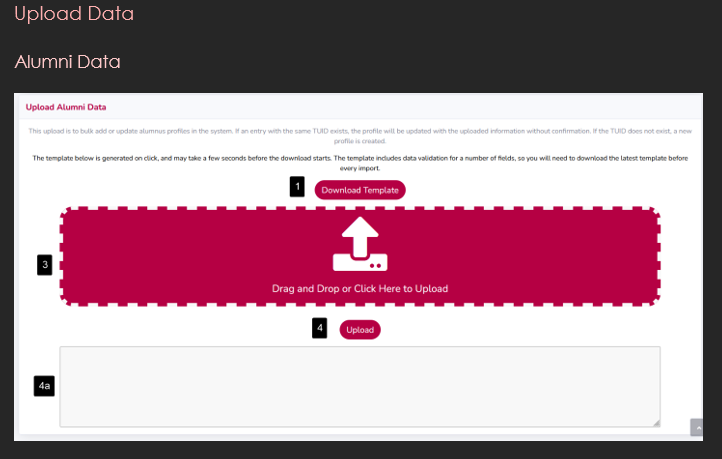 Upload Data
Alumni Data
Upload Alumni Data
This upload is to bulk add or update alumnus profiles in the system. If an entry with the same TUID exists, the profile will be updated with the uploaded information without confirmation. If the TUID does not exist, a new
profile is created.
The template below is generated on click, and may take a few seconds before the download starts. The template includes data validation for a number of fields, so you will need to download the latest template before
every import.
1 Download Template
3
Drag and Drop or Click Here to Upload
4 Upload
4a